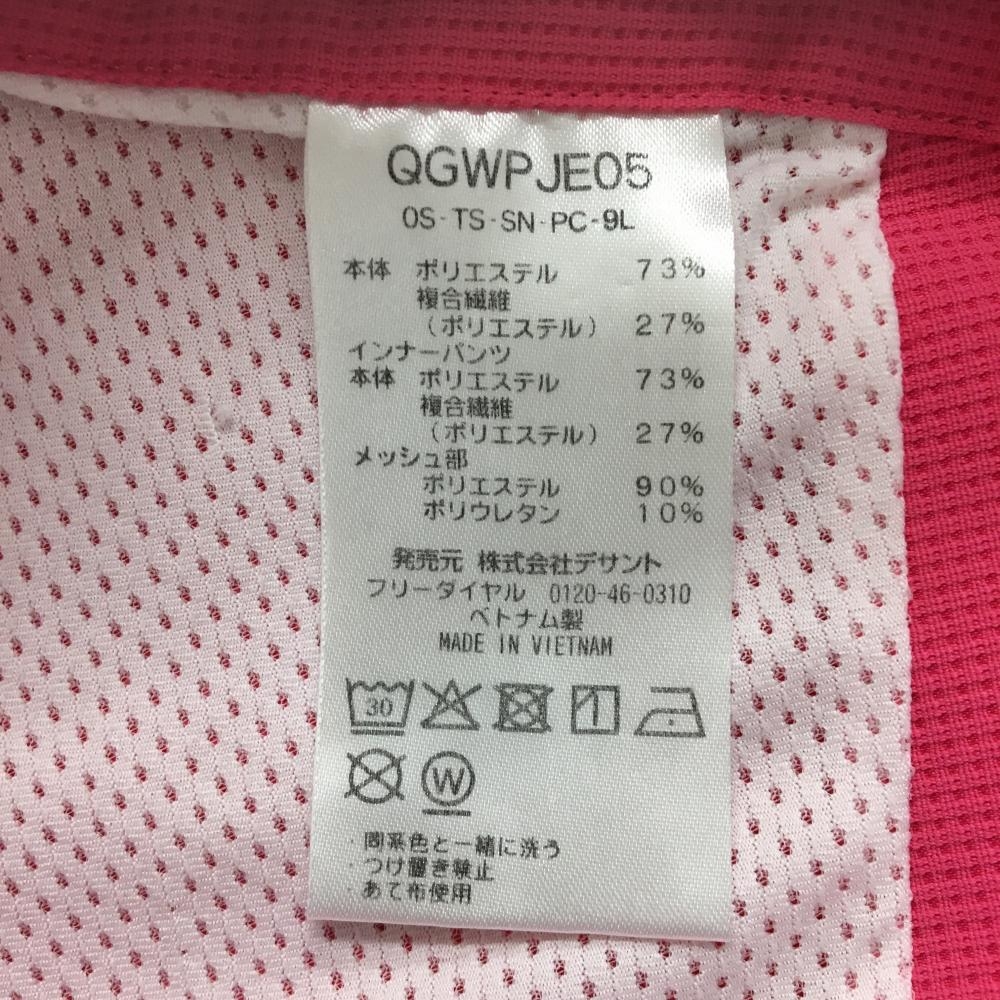 QGWPJE05
OS-TS-SN-PC-9L
本体 ポリエステル 73%
複合繊維
(ポリエステル) 27%
インナーパンツ
本体 ポリエステル 73%
複合繊維
(ポリエステル) 27%
メッシュ部
ポリエステル 90%
ポリウレタン 10%
発売元 株式会社デサント
フリーダイヤル 0120-46-0310
ベトナム製
MADE IN VIETNAM
30
W
・同系色と一緒に洗う
・つけ置き禁止
・あて布使用